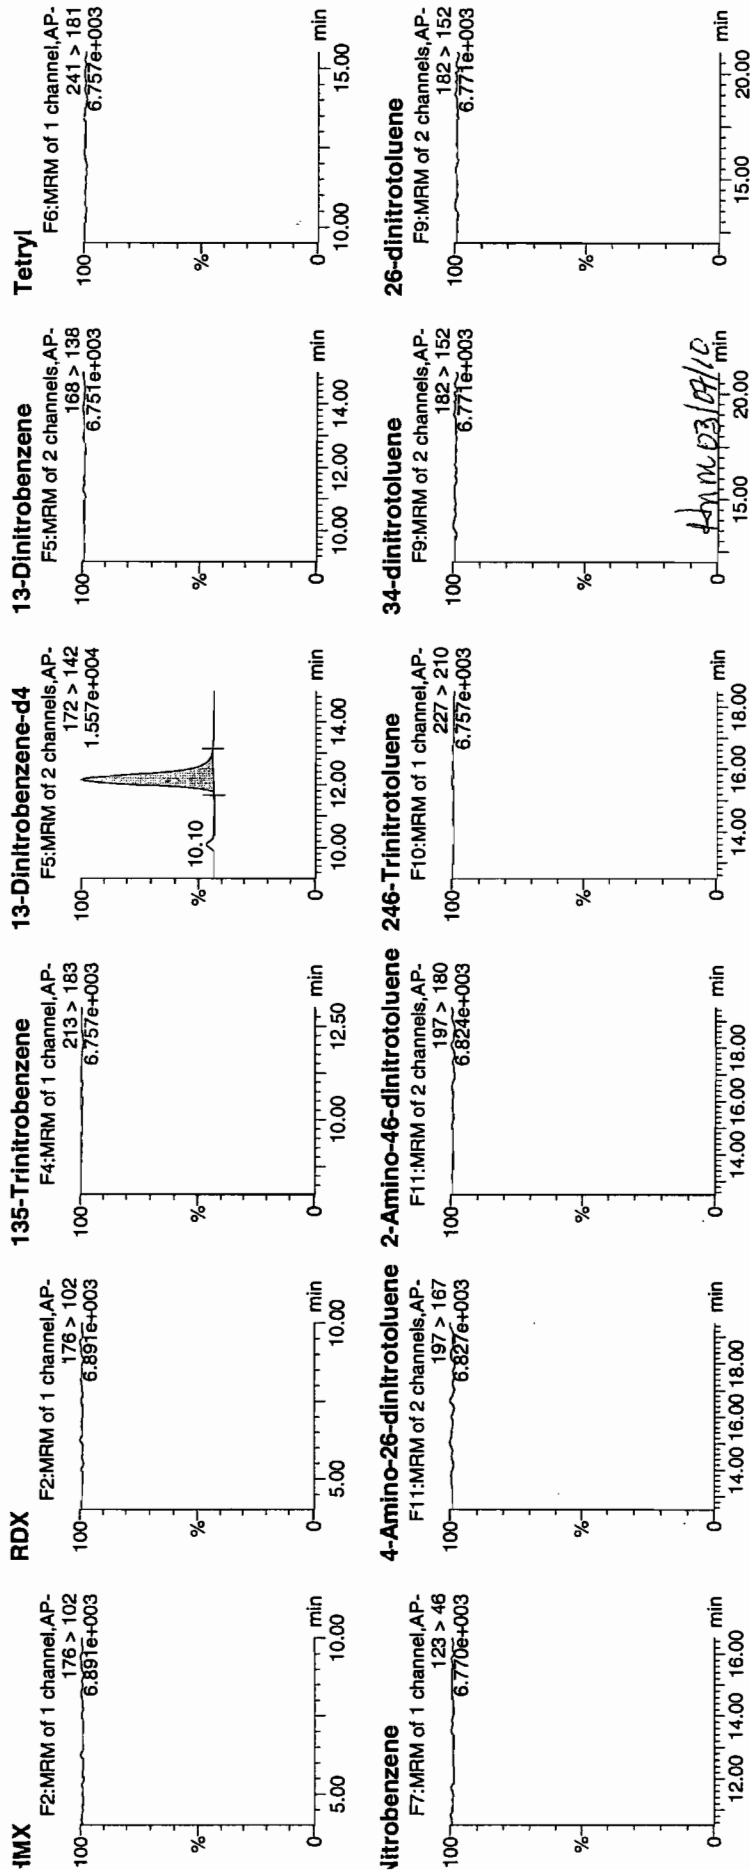 HMX
F2:MRM of 1 channel,AP-
176 > 102
6.891e+003
100
%
0
5.00 10.00 min
RDX
F2:MRM of 1 channel,AP-
176 > 102
6.891e+003
100
%
0
5.00 10.00 min
135-Trinitrobenzene
F4:MRM of 1 channel,AP-
213 > 183
6.757e+003
100
%
0
10.00 12.50 min
13-Dinitrobenzene-d4
F5:MRM of 2 channels,AP-
172 > 142
1.557e+004
100
%
10.10
0
10.00 12.00 14.00 min
13-Dinitrobenzene
F5:MRM of 2 channels,AP-
168 > 138
6.751e+003
100
%
0
10.00 12.00 14.00 min
Tetryl
F6:MRM of 1 channel,AP-
241 > 181
6.757e+003
100
%
0
10.00 15.00 min
Nitrobenzene
F7:MRM of 1 channel,AP-
123 > 46
6.770e+003
100
%
0
12.00 14.00 16.00 min
4-Amino-26-dinitrotoluene
F11:MRM of 2 channels,AP-
197 > 167
6.827e+003
100
%
0
14.00 16.00 18.00 min
2-Amino-46-dinitrotoluene
F11:MRM of 2 channels,AP-
197 > 180
6.824e+003
100
%
0
14.00 16.00 18.00 min
246-Trinitrotoluene
F10:MRM of 1 channel,AP-
227 > 210
6.757e+003
100
%
0
14.00 16.00 18.00 min
34-dinitrotoluene
F9:MRM of 2 channels,AP-
182 > 152
6.771e+003
100
%
0
15.00 20.00 min
26-dinitrotoluene
F9:MRM of 2 channels,AP-
182 > 152
6.771e+003
100
%
0
15.00 20.00 min